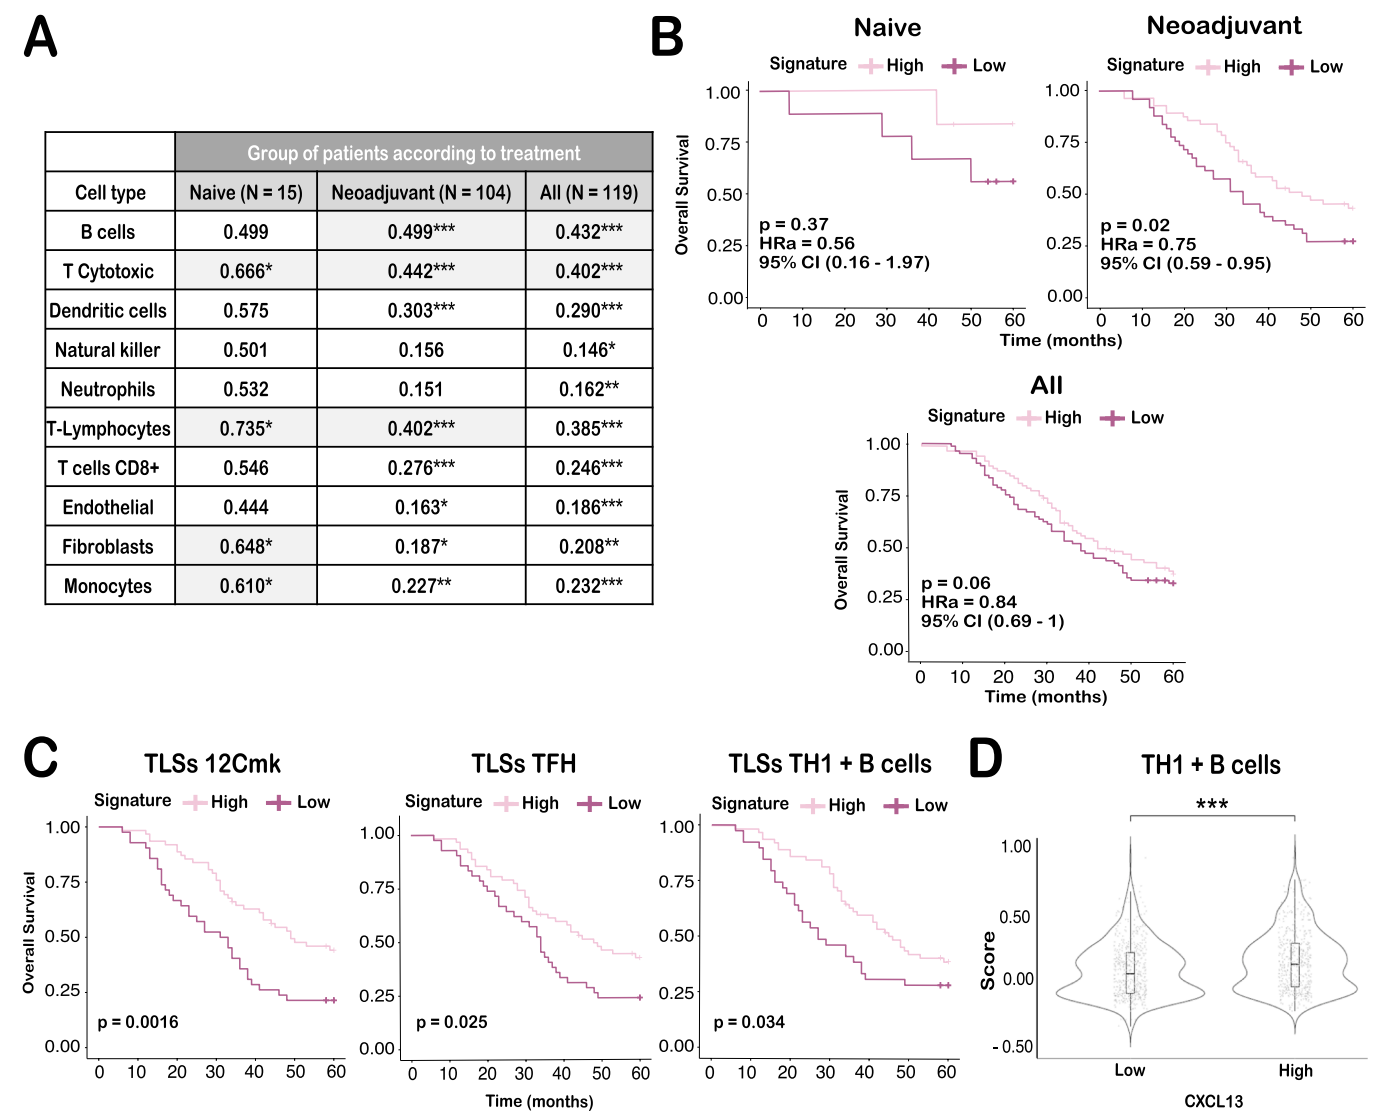 A
Group of patients according to treatment
Cell type Naive (N = 15) Neoadjuvant (N = 104) All (N = 119)
B cells 0.499 0.499*** 0.432***
T Cytotoxic 0.666* 0.442*** 0.402***
Dendritic cells 0.575 0.303*** 0.290***
Natural killer 0.501 0.156 0.146*
Neutrophils 0.532 0.151 0.162**
T-Lymphocytes 0.735* 0.402*** 0.385***
T cells CD8+ 0.546 0.276*** 0.246***
Endothelial 0.444 0.163* 0.186***
Fibroblasts 0.648* 0.187* 0.208**
Monocytes 0.610* 0.227** 0.232***
B
Naive
Signature High Low
Overall Survival
1.00
0.75
0.50
0.25
0.00
p = 0.37
HRa = 0.56
95% CI (0.16 - 1.97)
0 10 20 30 40 50 60
Neoadjuvant
Signature High Low
1.00
0.75
0.50
0.25
0.00
p = 0.02
HRa = 0.75
95% CI (0.59 - 0.95)
0 10 20 30 40 50 60
Time (months)
All
Signature High Low
Overall Survival
1.00
0.75
0.50
0.25
0.00
p = 0.06
HRa = 0.84
95% CI (0.69 - 1)
0 10 20 30 40 50 60
Time (months)
C
TLSs 12Cmk
Signature High Low
Overall Survival
1.00
0.75
0.50
0.25
0.00
p = 0.0016
0 10 20 30 40 50 60
TLSs TFH
Signature High Low
1.00
0.75
0.50
0.25
0.00
p = 0.025
0 10 20 30 40 50 60
Time (months)
TLSs TH1 + B cells
Signature High Low
1.00
0.75
0.50
0.25
0.00
p = 0.034
0 10 20 30 40 50 60
D
TH1 + B cells
***
Score
1.00
0.50
0.00
- 0.50
Low High
CXCL13